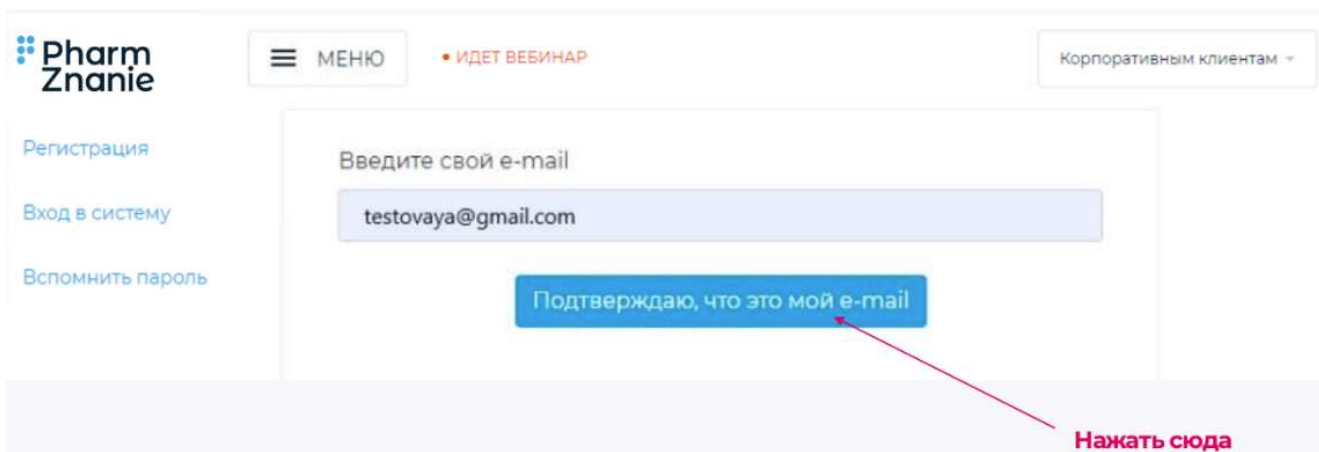 Pharm
Znanie
МЕНЮ
• ИДЕТ ВЕБИНАР
Корпоративным клиентам
Регистрация
Вход в систему
Вспомнить пароль
Введите свой e-mail
testovaya@gmail.com
Подтверждаю, что это мой e-mail
Нажать сюда